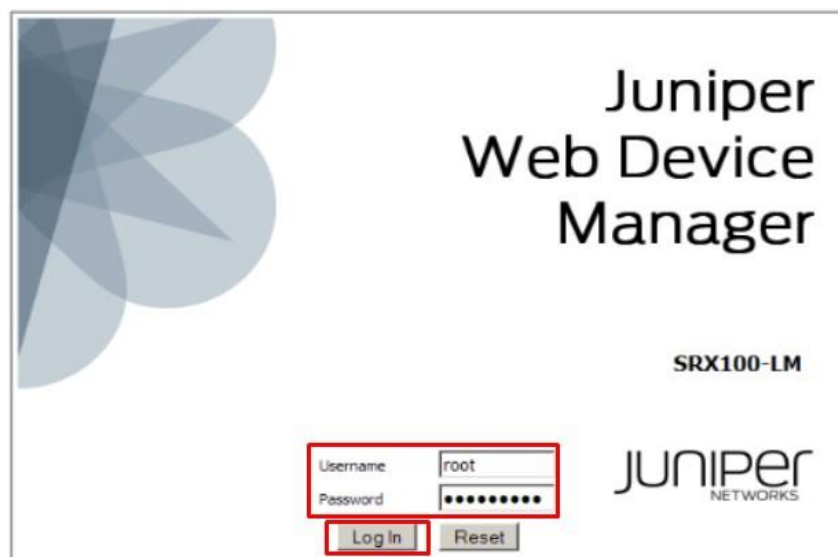 Juniper
Web Device
Manager
SRX100-LM
Username root
Password •••••••••
Log In Reset
JUNIPER
NETWORKS